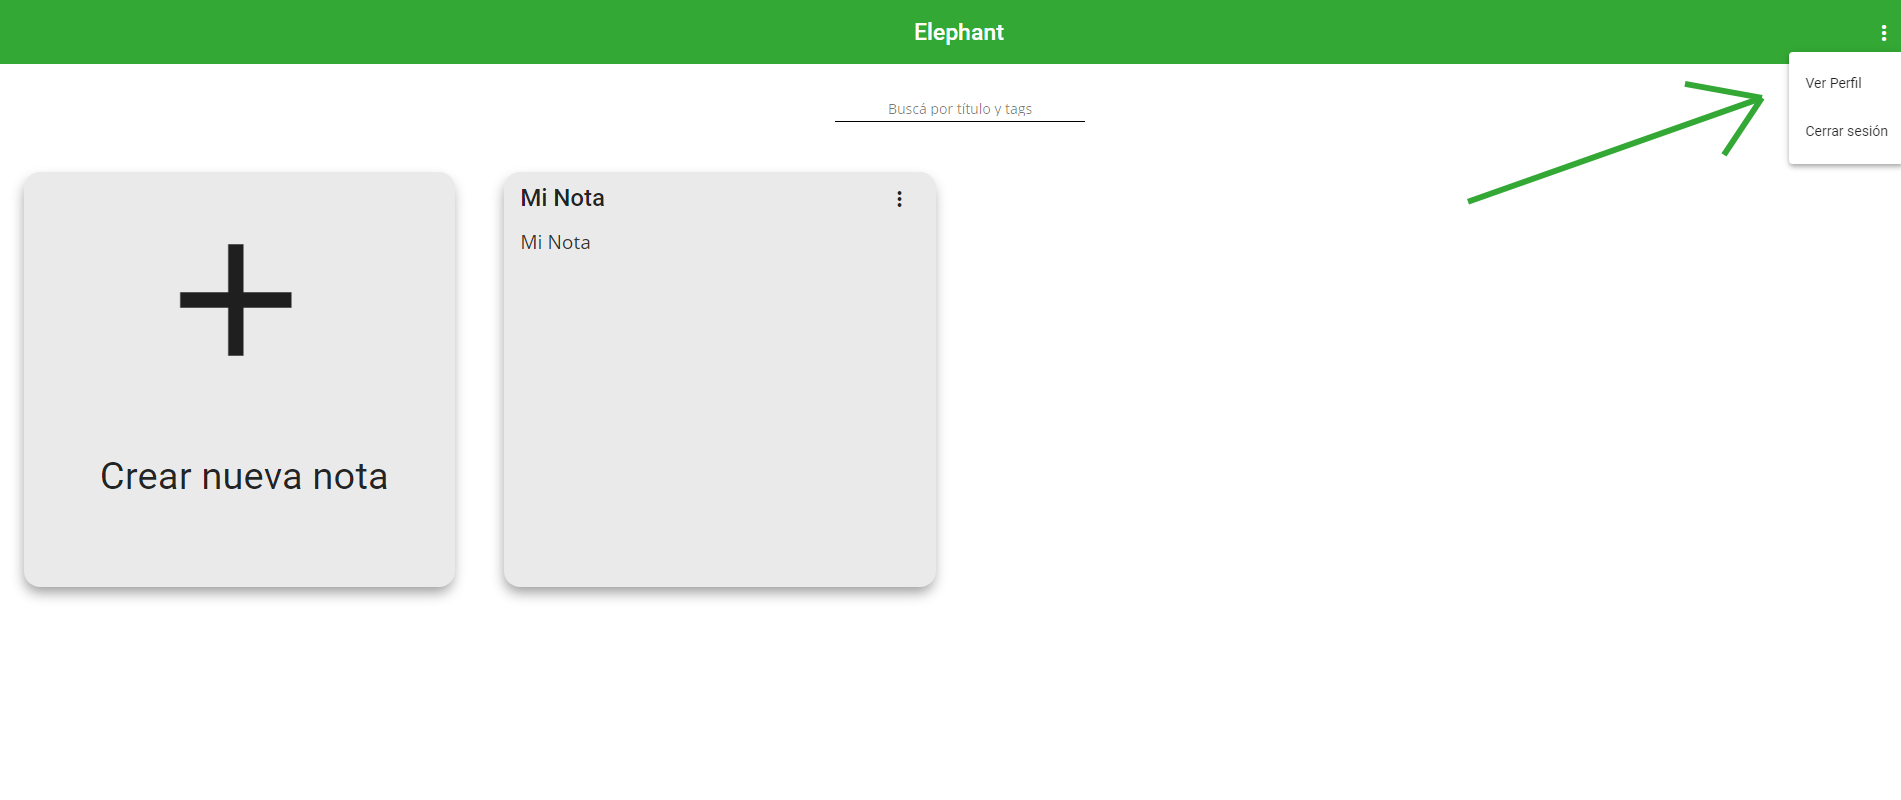 Elephant
Ver Perfil
Cerrar sesión
Buscá por título y tags
Crear nueva nota
Mi Nota
Mi Nota